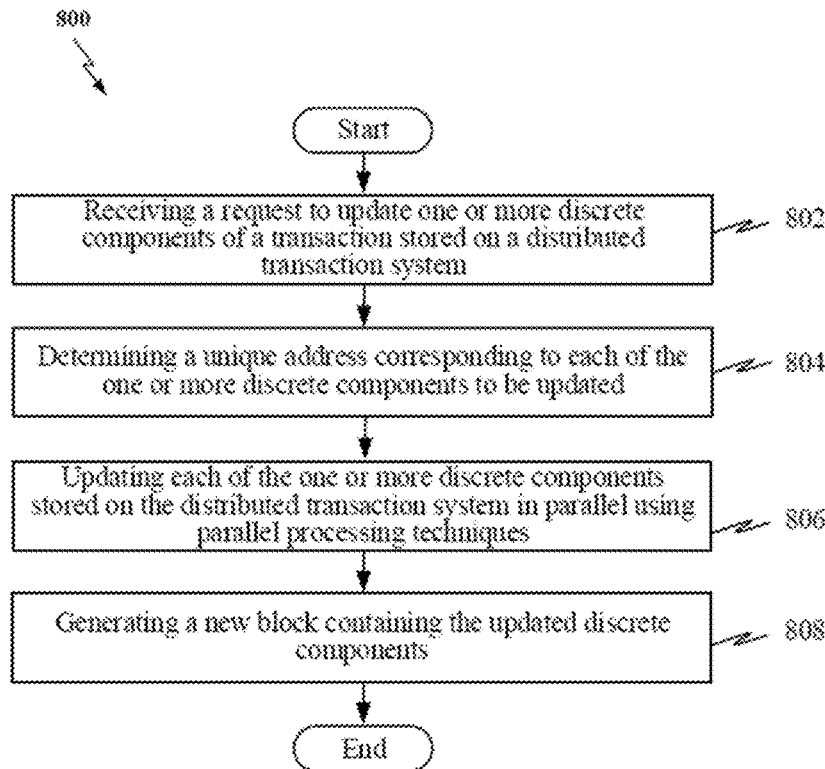 800
Start
Receiving a request to update one or more discrete
components of a transaction stored on a distributed
transaction system
802
Determining a unique address corresponding to each of the
one or more discrete components to be updated
804
Updating each of the one or more discrete components
stored on the distributed transaction system in parallel using
parallel processing techniques
806
Generating a new block containing the updated discrete
components
808
End